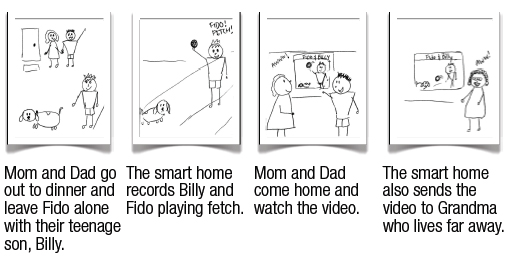 FIDO!
FETCH!
Fido & Billy
Fido & Billy
Mom and Dad go
out to dinner and
leave Fido alone
with their teenage
son, Billy.
The smart home
records Billy and
Fido playing fetch.
Mom and Dad
come home and
watch the video.
The smart home
also sends the
video to Grandma
who lives far away.